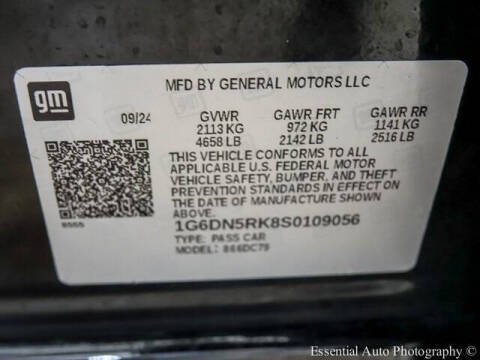 gm
MFD BY GENERAL MOTORS LLC
09/24 GVWR GAWR FRT GAWR RR
2113 KG 972 KG 1141 KG
4658 LB 2142 LB 2516 LB
THIS VEHICLE CONFORMS TO ALL
APPLICABLE U.S. FEDERAL MOTOR
VEHICLE SAFETY, BUMPER, AND THEFT
PREVENTION STANDARDS IN EFFECT ON
THE DATE OF MANUFACTURE SHOWN
ABOVE.
1G6DN5RK8S0109056
TYPE: PASS CAR
MODEL: 6DC79
Essential Auto Photography ©